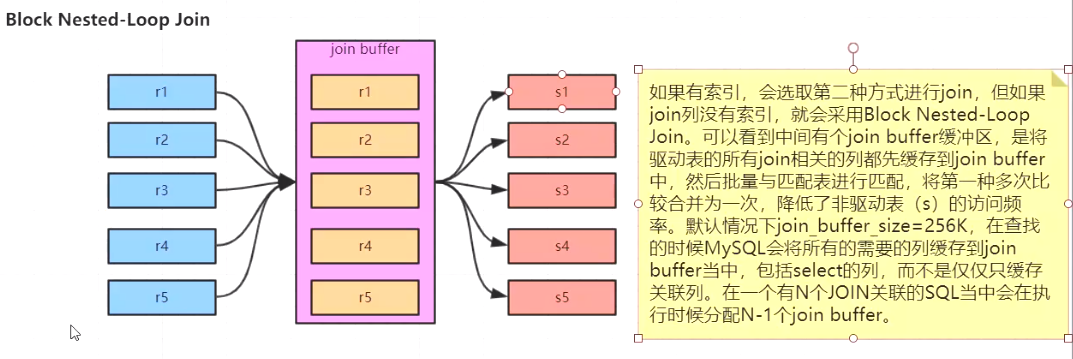 Block Nested-Loop Join
join buffer
r1
r1
s1
r2
r2
s2
r3
r3
s3
r4
r4
s4
r5
r5
s5
如果有索引，会选取第二种方式进行join，但如果
join列没有索引，就会采用Block Nested-Loop
Join。可以看到中间有个join buffer缓冲区，是将
驱动表的所有join相关的列都先缓存到join buffer
中，然后批量与匹配表进行匹配，将第一种多次比
较合并为一次，降低了非驱动表（s）的访问频
率。默认情况下join_buffer_size=256K，在查找
的时候MySQL会将所有的需要的列缓存到join
buffer当中，包括select的列，而不是仅仅只缓存
关联列。在一个有N个JOIN关联的SQL当中会在执
行时候分配N-1个join buffer。